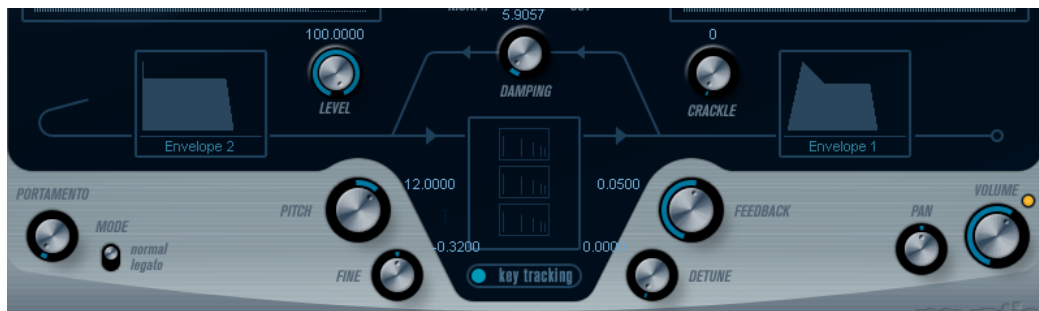 5.9057
100.0000
0
LEVEL
DAMPING
CRACKLE
Envelope 2
Envelope 1
PORTAMENTO
12.0000
0.0500
VOLUME
PITCH
FEEDBACK
PAN
MODE
normal
legato
-0.3200
0.0000
FINE
key tracking
DETUNE